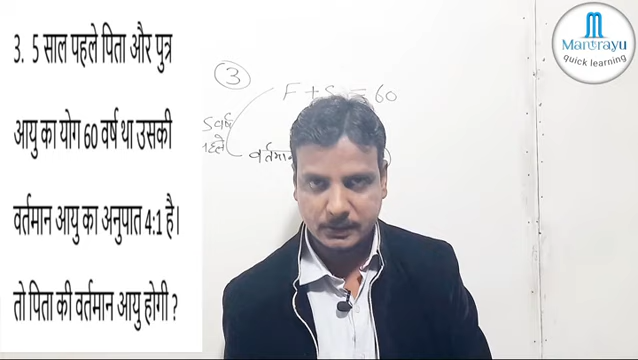 3. 5 साल पहले पिता और पुत्र
आयु का योग 60 वर्ष था उसकी
वर्तमान आयु का अनुपात 4:1 है।
तो पिता की वर्तमान आयु होगी ?
3
F + S = 60
5 वर्ष
पहले
वर्तमान
Manurayu
quick learning